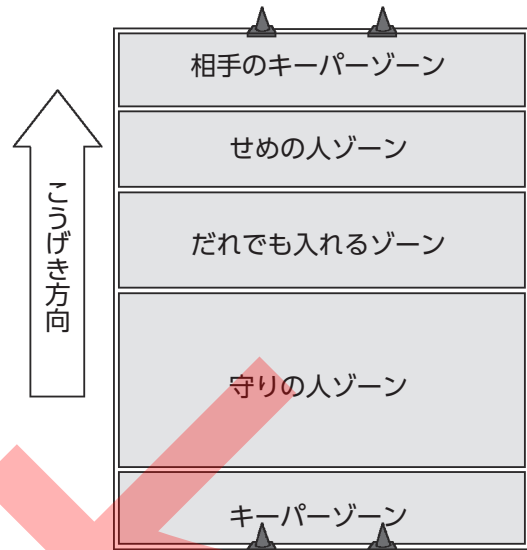 相手のキーパーゾーン
せめの人ゾーン
だれでも入れるゾーン
こうげき方向
守りの人ゾーン
キーパーゾーン